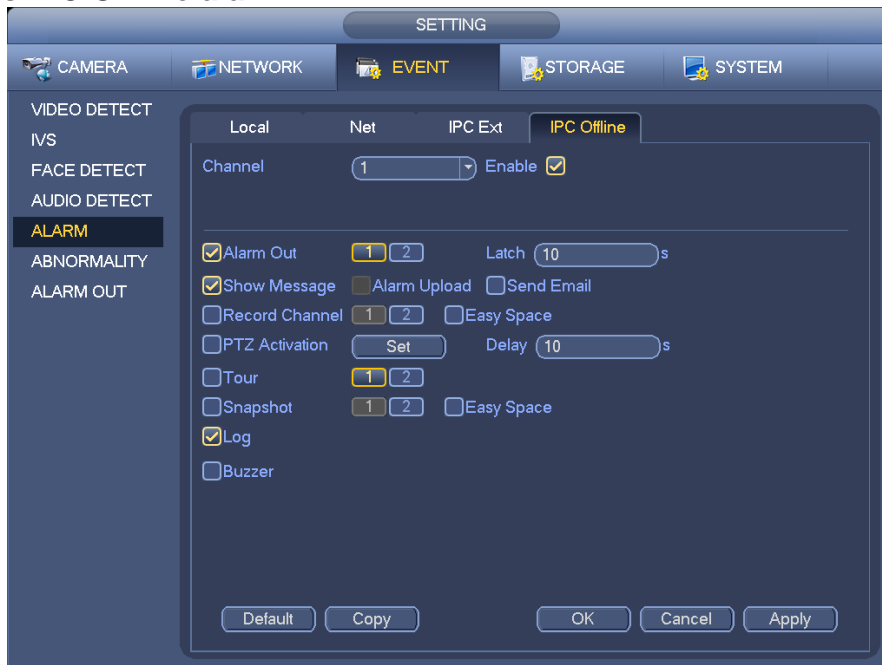 SETTING
CAMERA NETWORK EVENT STORAGE SYSTEM
VIDEO DETECT
IVS
FACE DETECT
AUDIO DETECT
ALARM
ABNORMALITY
ALARM OUT
Local Net IPC Ext IPC Offline
Channel 1 Enable
Alarm Out 1 2 Latch 10 s
Show Message Alarm Upload Send Email
Record Channel 1 2 Easy Space
PTZ Activation Set Delay 10 s
Tour 1 2
Snapshot 1 2 Easy Space
Log
Buzzer
Default Copy OK Cancel Apply